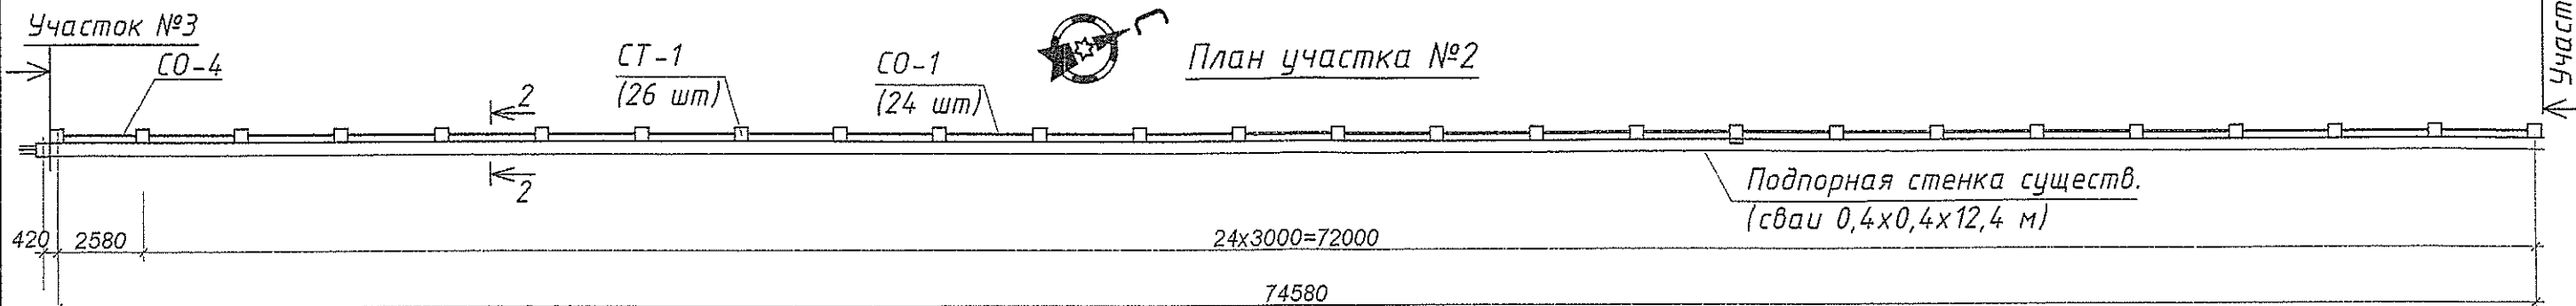 Участок №3
СО-4
2
СТ-1
(26 шт)
СО-1
(24 шт)
План участка №2
2
Подпорная стенка существ.
(сваи 0,4х0,4х12,4 м)
420
2580
24х3000=72000
74580